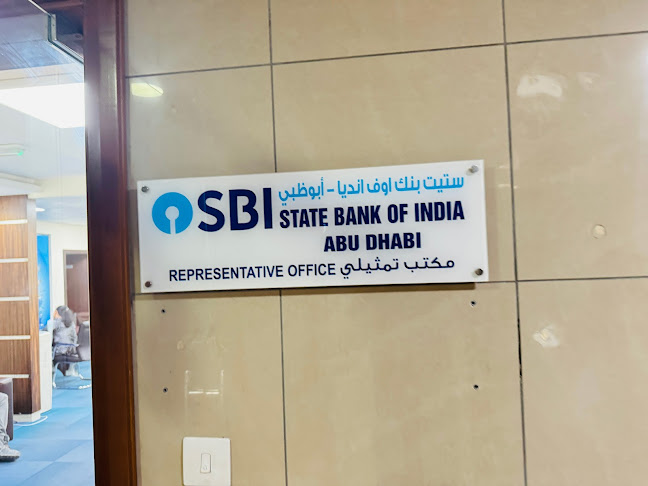 ستيت بنك اوف انديا - أبوظبي
SBI STATE BANK OF INDIA
ABU DHABI
REPRESENTATIVE OFFICE مكتب تمثيلي